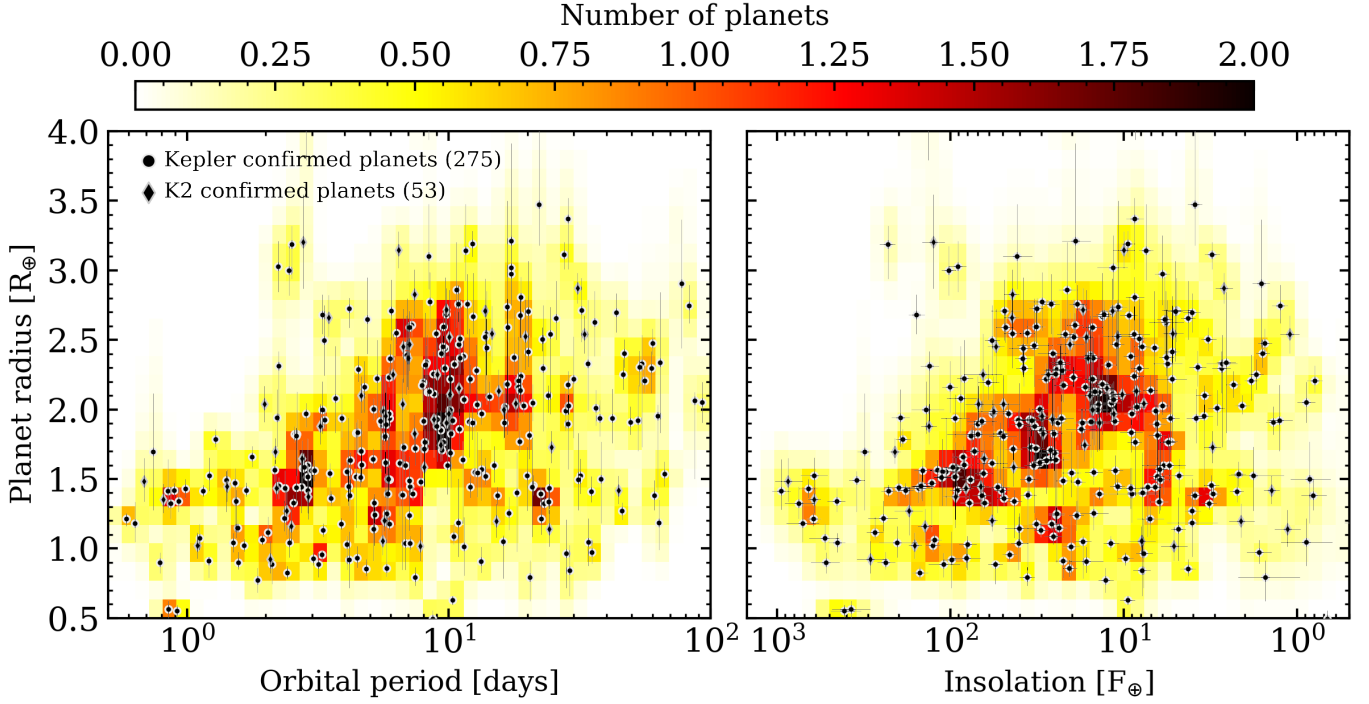 Number of planets
0.00 0.25 0.50 0.75 1.00 1.25 1.50 1.75 2.00
Kepler confirmed planets (275)
K2 confirmed planets (53)
Planet radius [R⊕]
4.0
3.5
3.0
2.5
2.0
1.5
1.0
0.5
10⁰ 10¹ 10²
10³ 10² 10¹ 10⁰
Orbital period [days]
Insolation [F⊕]